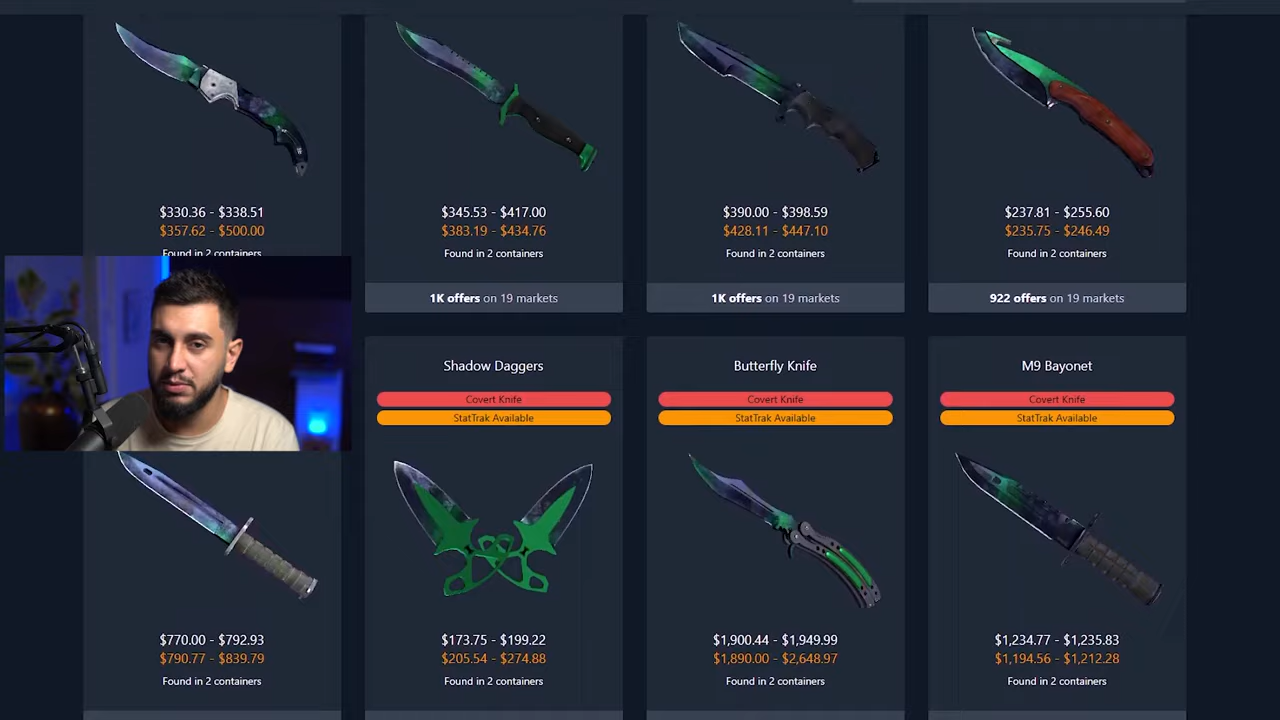 $330.36 - $338.51
$357.62 - $500.00
Found in 2 containers
$345.53 - $417.00
$383.19 - $434.76
Found in 2 containers
1K offers on 19 markets
$390.00 - $398.59
$428.11 - $447.10
Found in 2 containers
1K offers on 19 markets
$237.81 - $255.60
$235.75 - $246.49
Found in 2 containers
922 offers on 19 markets
$770.00 - $792.93
$790.77 - $839.79
Found in 2 containers
Shadow Daggers
Covert Knife
StatTrak Available
$173.75 - $199.22
$205.54 - $274.88
Found in 2 containers
Butterfly Knife
Covert Knife
StatTrak Available
$1,900.44 - $1,949.99
$1,890.00 - $2,648.97
Found in 2 containers
M9 Bayonet
Covert Knife
StatTrak Available
$1,234.77 - $1,235.83
$1,194.56 - $1,212.28
Found in 2 containers